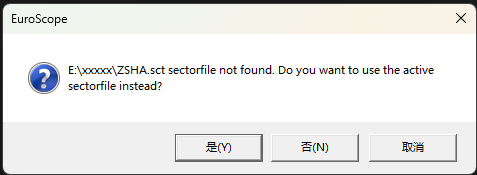 EuroScope
E:\xxxxx\ZSHA.sct sectorfile not found. Do you want to use the active
sectorfile instead?
是(Y)
否(N)
取消